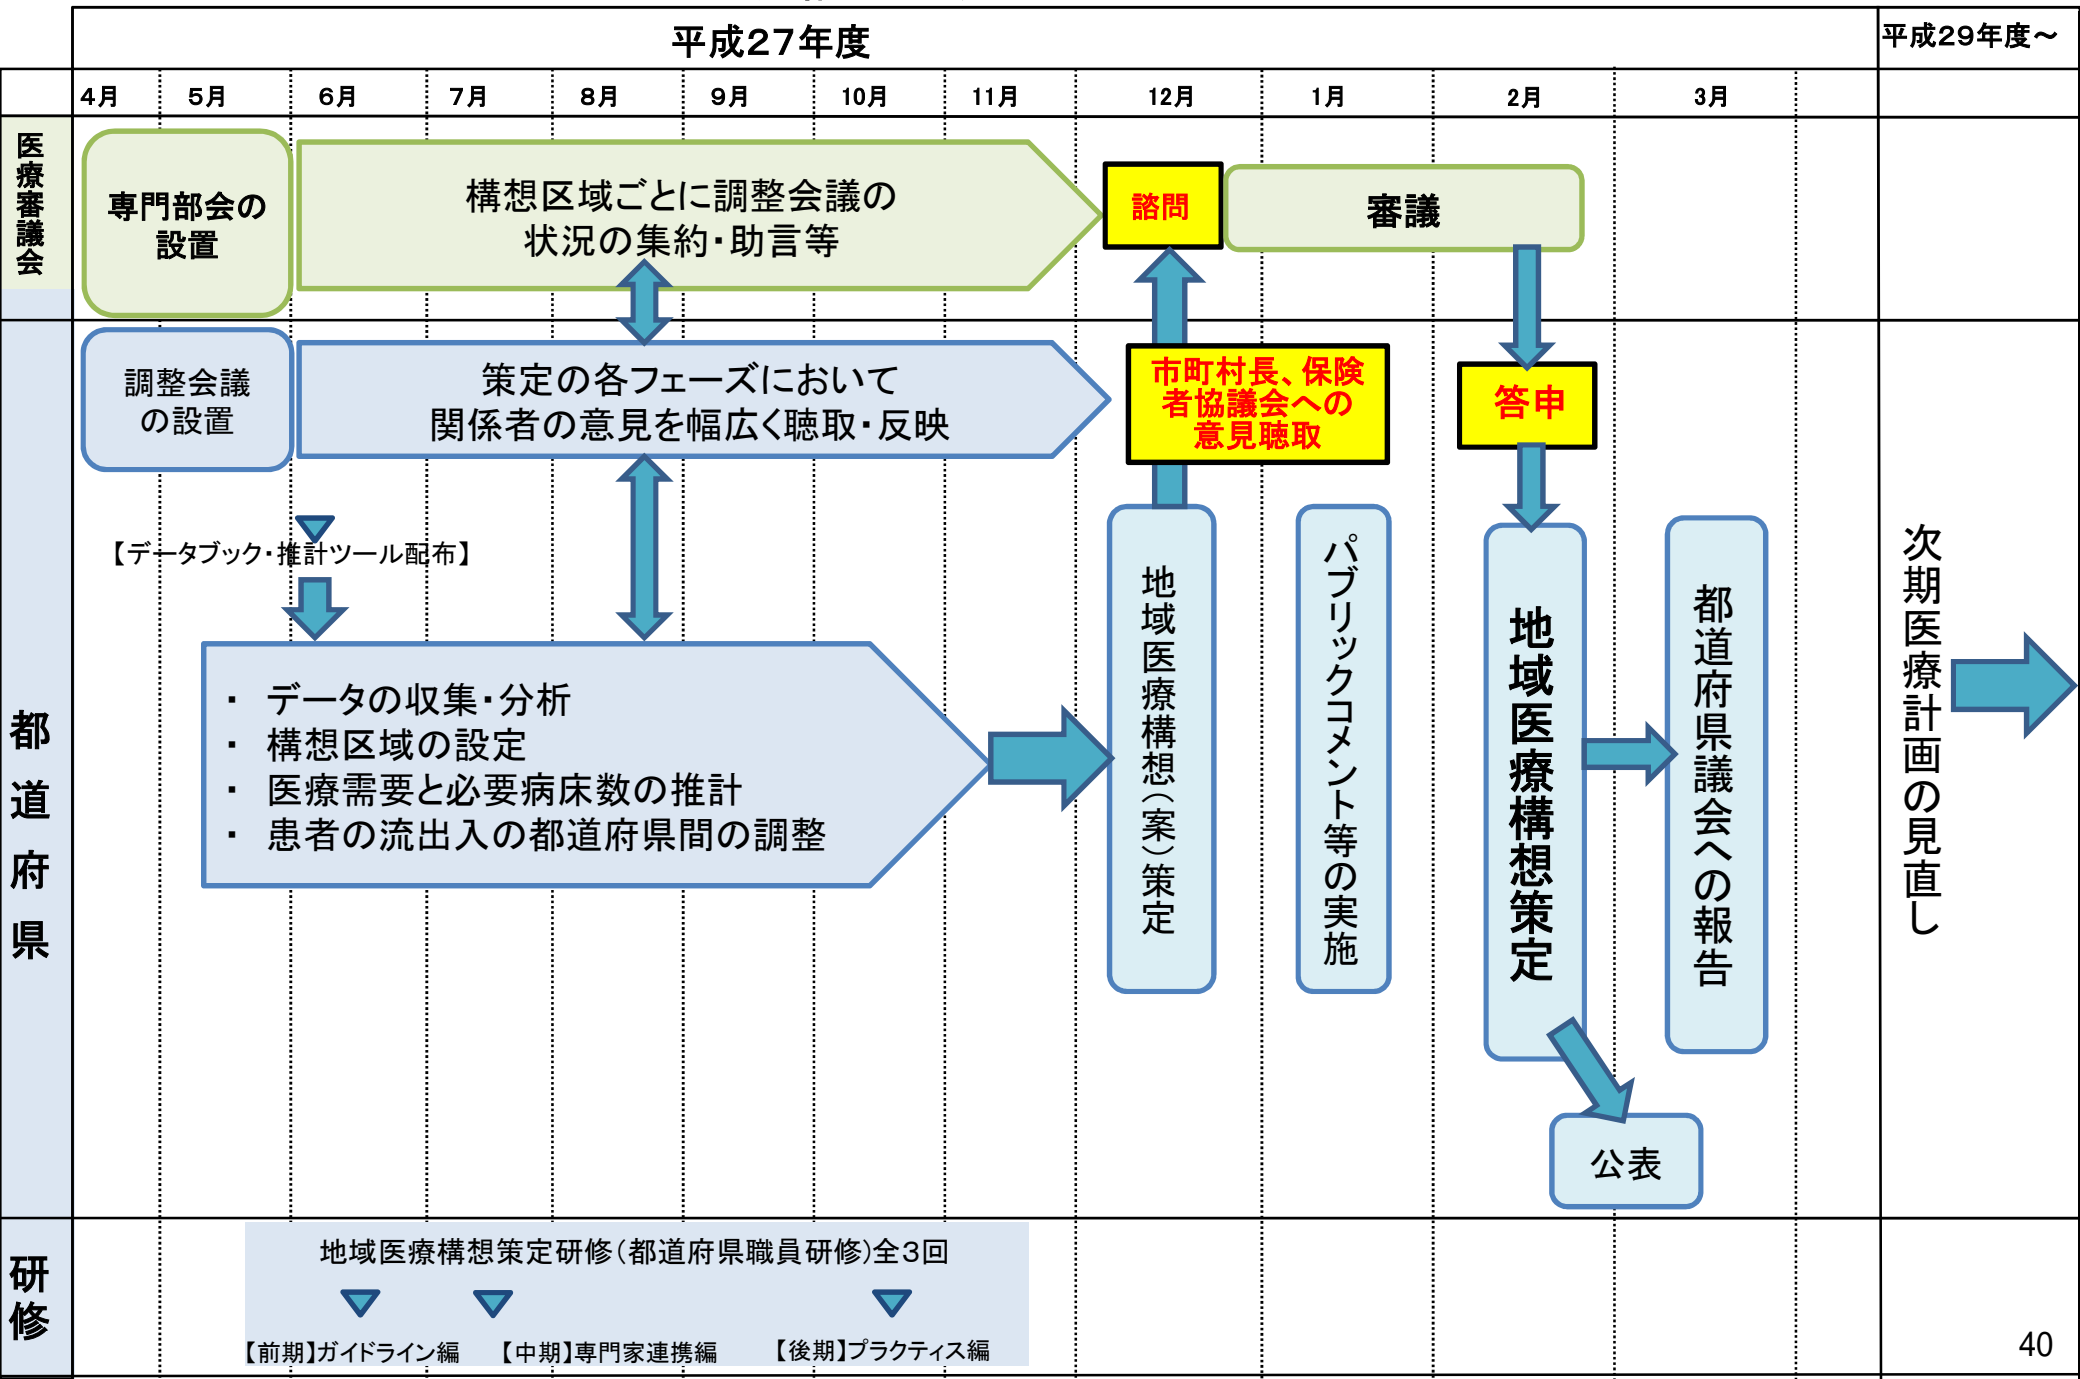 平成27年度
平成29年度～
4月
5月
6月
7月
8月
9月
10月
11月
12月
1月
2月
3月
医療審議会
専門部会の
設置
構想区域ごとに調整会議の
状況の集約・助言等
諮問
審議
都道府県
調整会議
の設置
策定の各フェーズにおいて
関係者の意見を幅広く聴取・反映
市町村長、保険
者協議会への
意見聴取
答申
【データブック・推計ツール配布】
・ データの収集・分析
・ 構想区域の設定
・ 医療需要と必要病床数の推計
・ 患者の流出入の都道府県間の調整
地域医療構想（案）策定
パブリックコメント等の実施
地域医療構想策定
都道府県議会への報告
次期医療計画の見直し
公表
研修
地域医療構想策定研修（都道府県職員研修）全３回
【前期】ガイドライン編
【中期】専門家連携編
【後期】プラクティス編
40